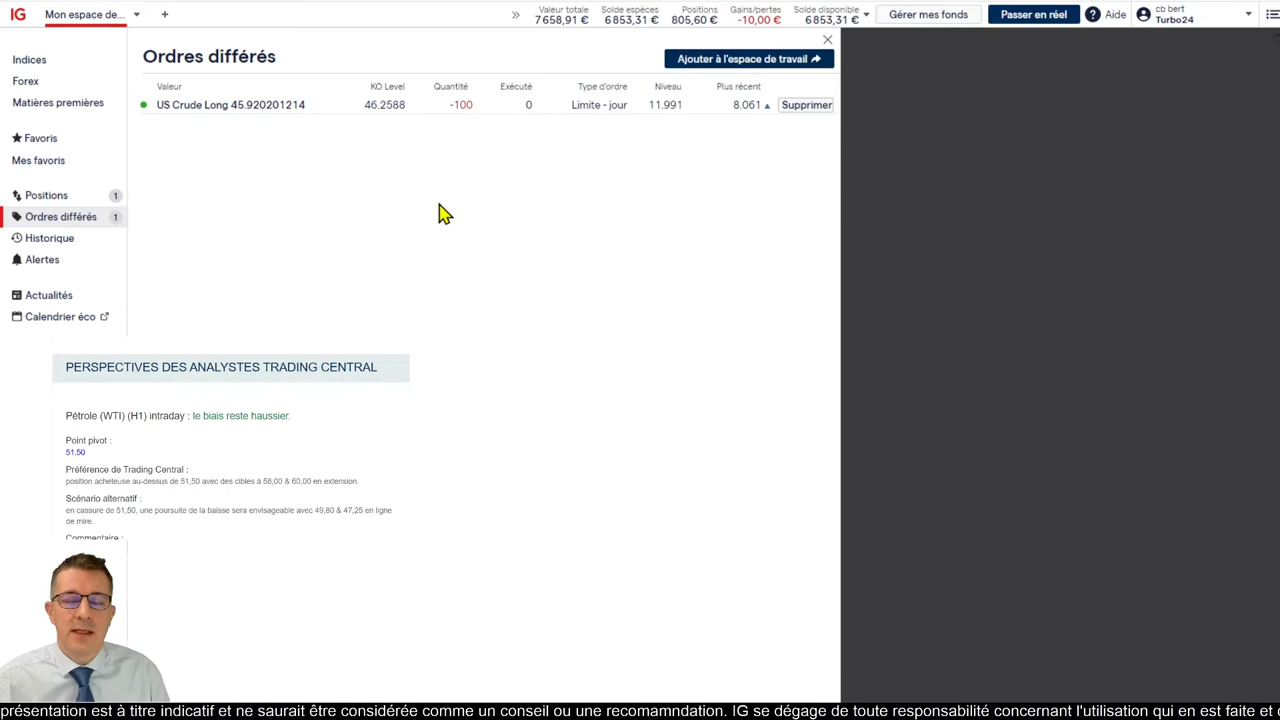 IG Mon espace de... + » Valeur totale 7 658,91 € Solde espèces 6 853,31 € Positions 805,60 € Gains/pertes -10,00 € Solde disponible 6 853,31 € Gérer mes fonds Passer en réel ? Aide cb bert Turbo24
Indices
Forex
Matières premières
Favoris
Mes favoris
Positions 1
Ordres différés 1
Historique
Alertes
Actualités
Calendrier éco
Ordres différés
Ajouter à l'espace de travail
Valeur KO Level Quantité Exécuté Type d'ordre Niveau Plus récent
US Crude Long 45.920201214 46.2588 -100 0 Limite - jour 11.991 8.061 Supprimer
PERSPECTIVES DES ANALYSTES TRADING CENTRAL
Pétrole (WTI) (H1) intraday : le biais reste haussier.
Point pivot :
51.50
Préférence de Trading Central :
position acheteuse au-dessus de 51,50 avec des cibles à 58,00 & 60,00 en extension.
Scénario alternatif :
en cassure de 51,50, une poursuite de la baisse sera envisageable avec 49,80 & 47,25 en ligne
de mire.
Commentaire :
présentation est à titre indicatif et ne saurait être considérée comme un conseil ou une recomamndation. IG se dégage de toute responsabilité concernant l'utilisation qui en est faite et